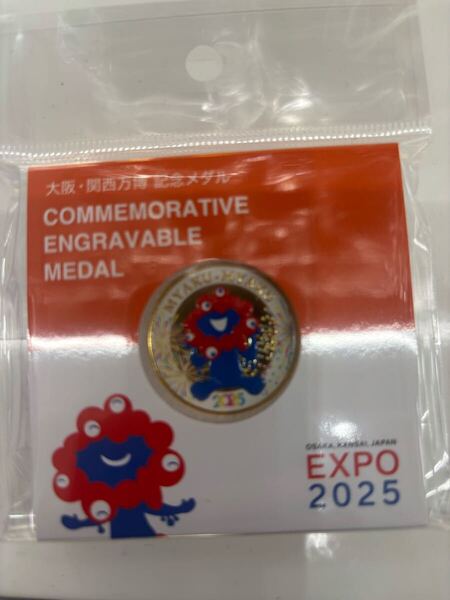 大阪・関西万博 記念メダル
COMMEMORATIVE
ENGRAVABLE
MEDAL
MYAKU-MYAKU
2025
OSAKA, KANSAI, JAPAN
EXPO
2025